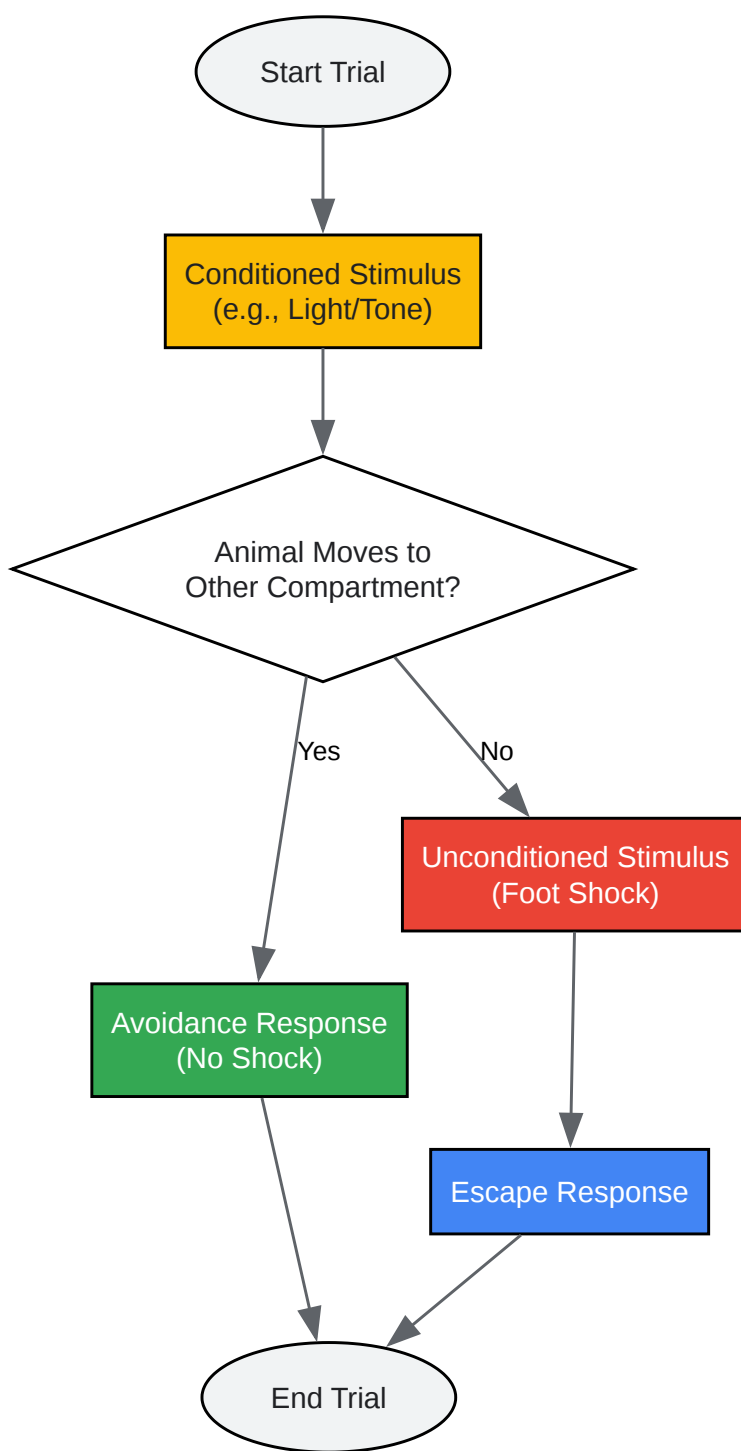 Start Trial
Conditioned Stimulus
(e.g., Light/Tone)
Animal Moves to
Other Compartment?
Yes
No
Unconditioned Stimulus
(Foot Shock)
Avoidance Response
(No Shock)
Escape Response
End Trial